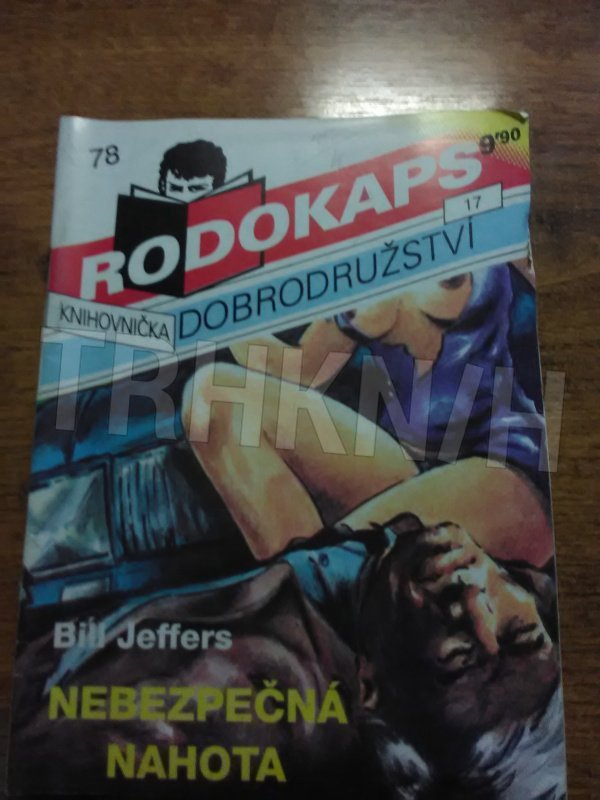 78
9'90
RODOKAPS
17
KNIHOVNIČKA
DOBRODRUŽSTVÍ
TRHKNIH
Bill Jeffers
NEBEZPEČNÁ
NAHOTA